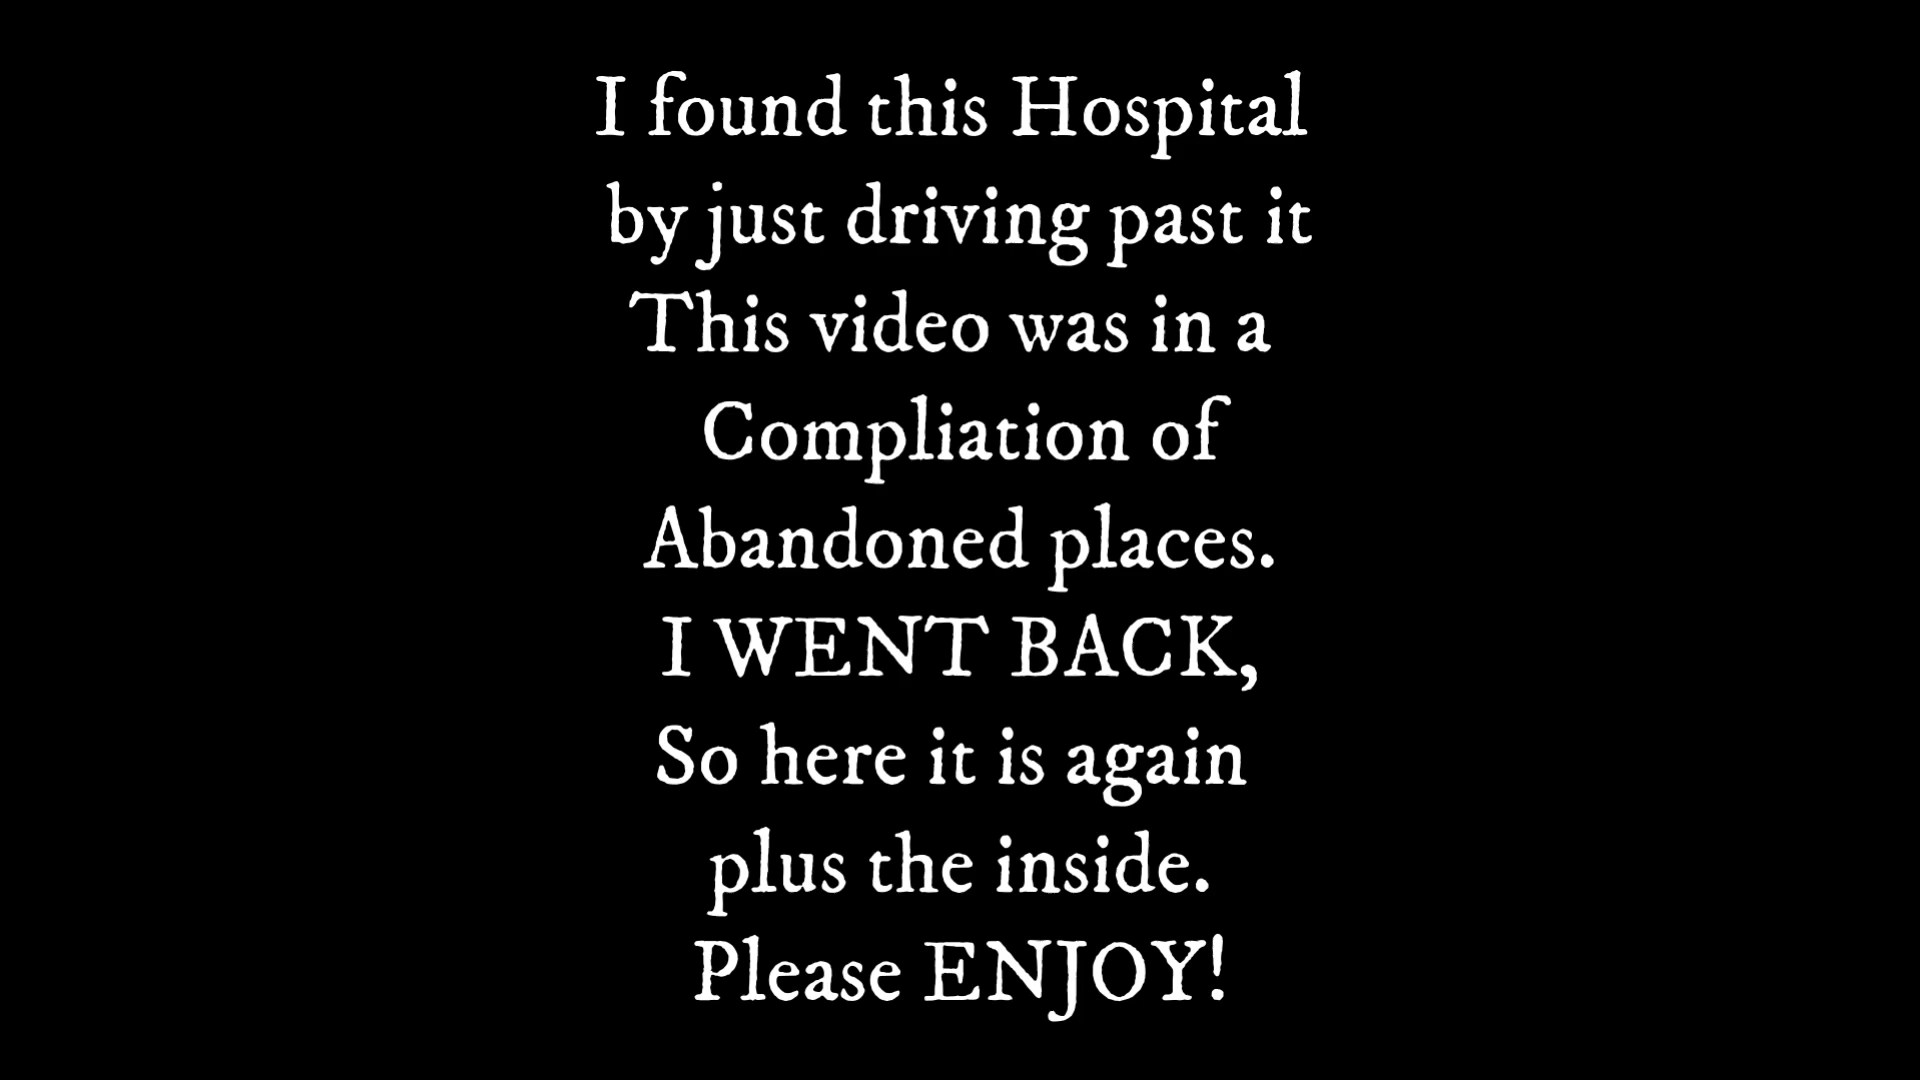 I found this Hospital
by just driving past it
This video was in a
Compliation of
Abandoned places.
I WENT BACK,
So here it is again
plus the inside.
Please ENJOY!